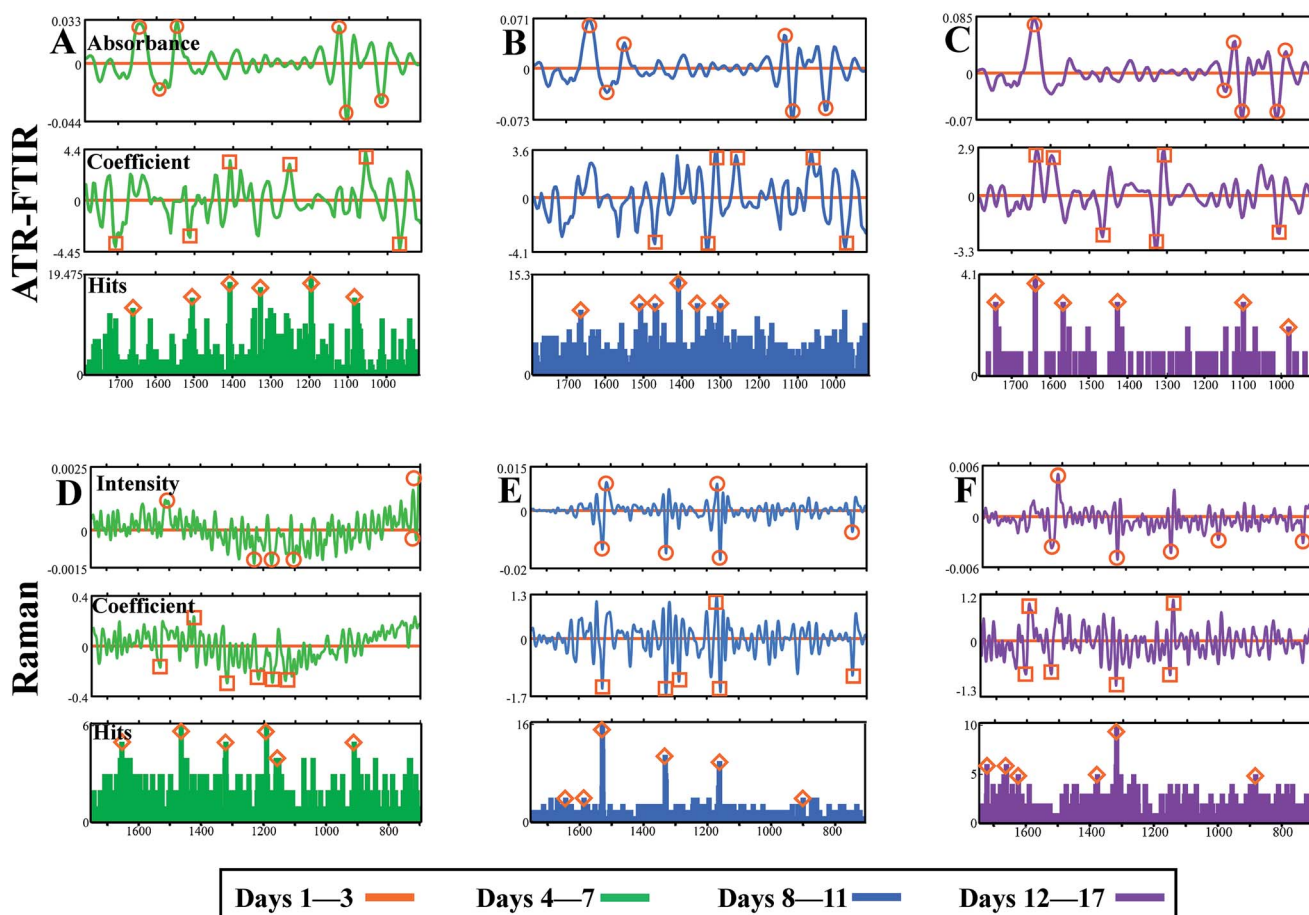 ATR-FTIR
A
Absorbance
0.033
0
-0.044
Coefficient
4.4
0
-4.45
Hits
19.475
0
1700 1600 1500 1400 1300 1200 1100 1000
B
0.071
0
-0.073
3.6
0
-4.1
15.3
0
1700 1600 1500 1400 1300 1200 1100 1000
C
0.085
0
-0.07
2.9
0
-3.3
4.1
0
1700 1600 1500 1400 1300 1200 1100 1000
Raman
D
Intensity
0.0025
0
-0.0015
Coefficient
0.4
0
-0.4
Hits
6
0
1600 1400 1200 1000 800
E
0.015
0
-0.02
1.3
0
-1.7
16
0
1600 1400 1200 1000 800
F
0.006
0
-0.006
1.2
0
-1.3
10
5
0
1600 1400 1200 1000 800
Days 1—3 Days 4—7 Days 8—11 Days 12—17